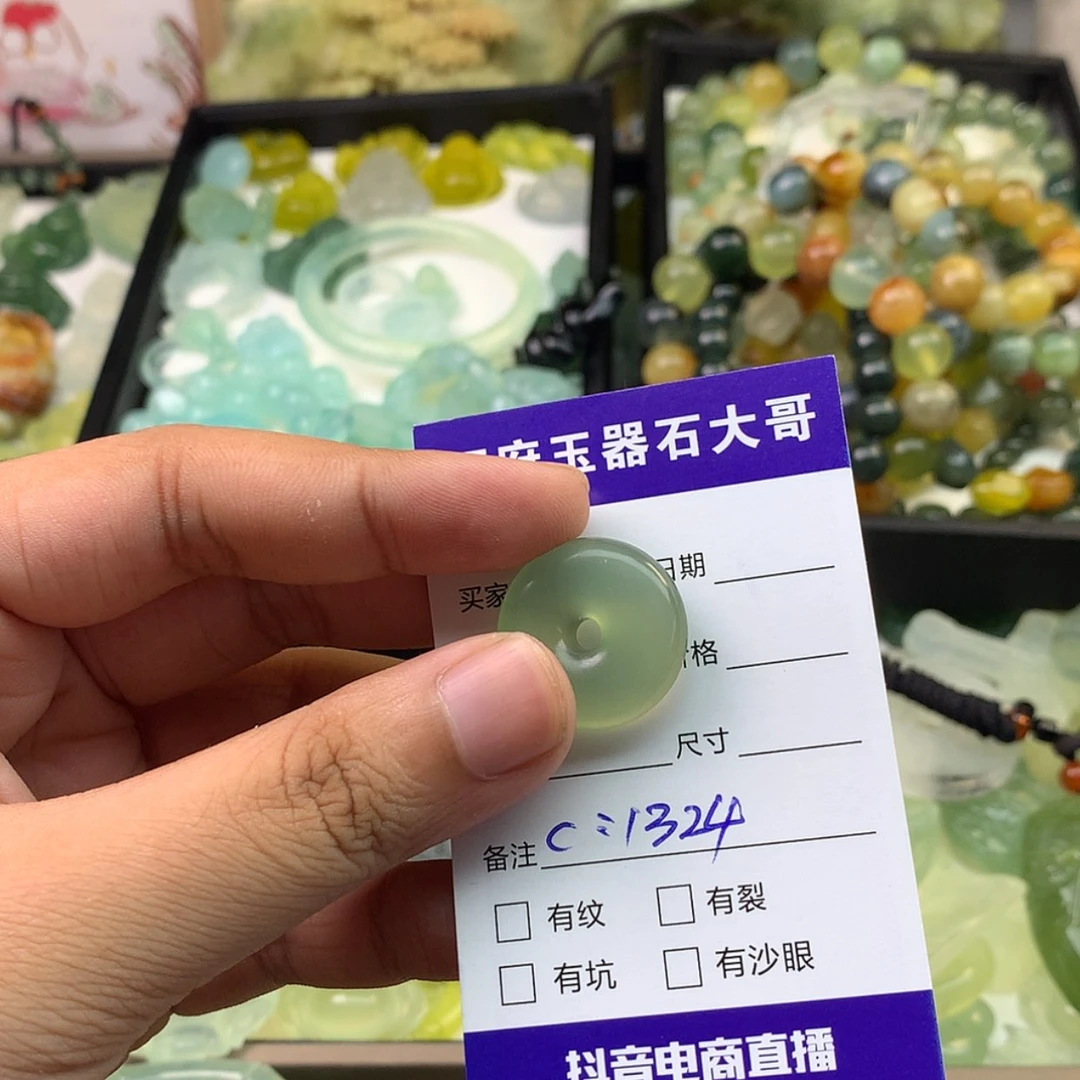 府玉器石大哥
买家 日期
格
尺寸
备注 C:1324
有纹 有裂
有坑 有沙眼
抖音电商直播